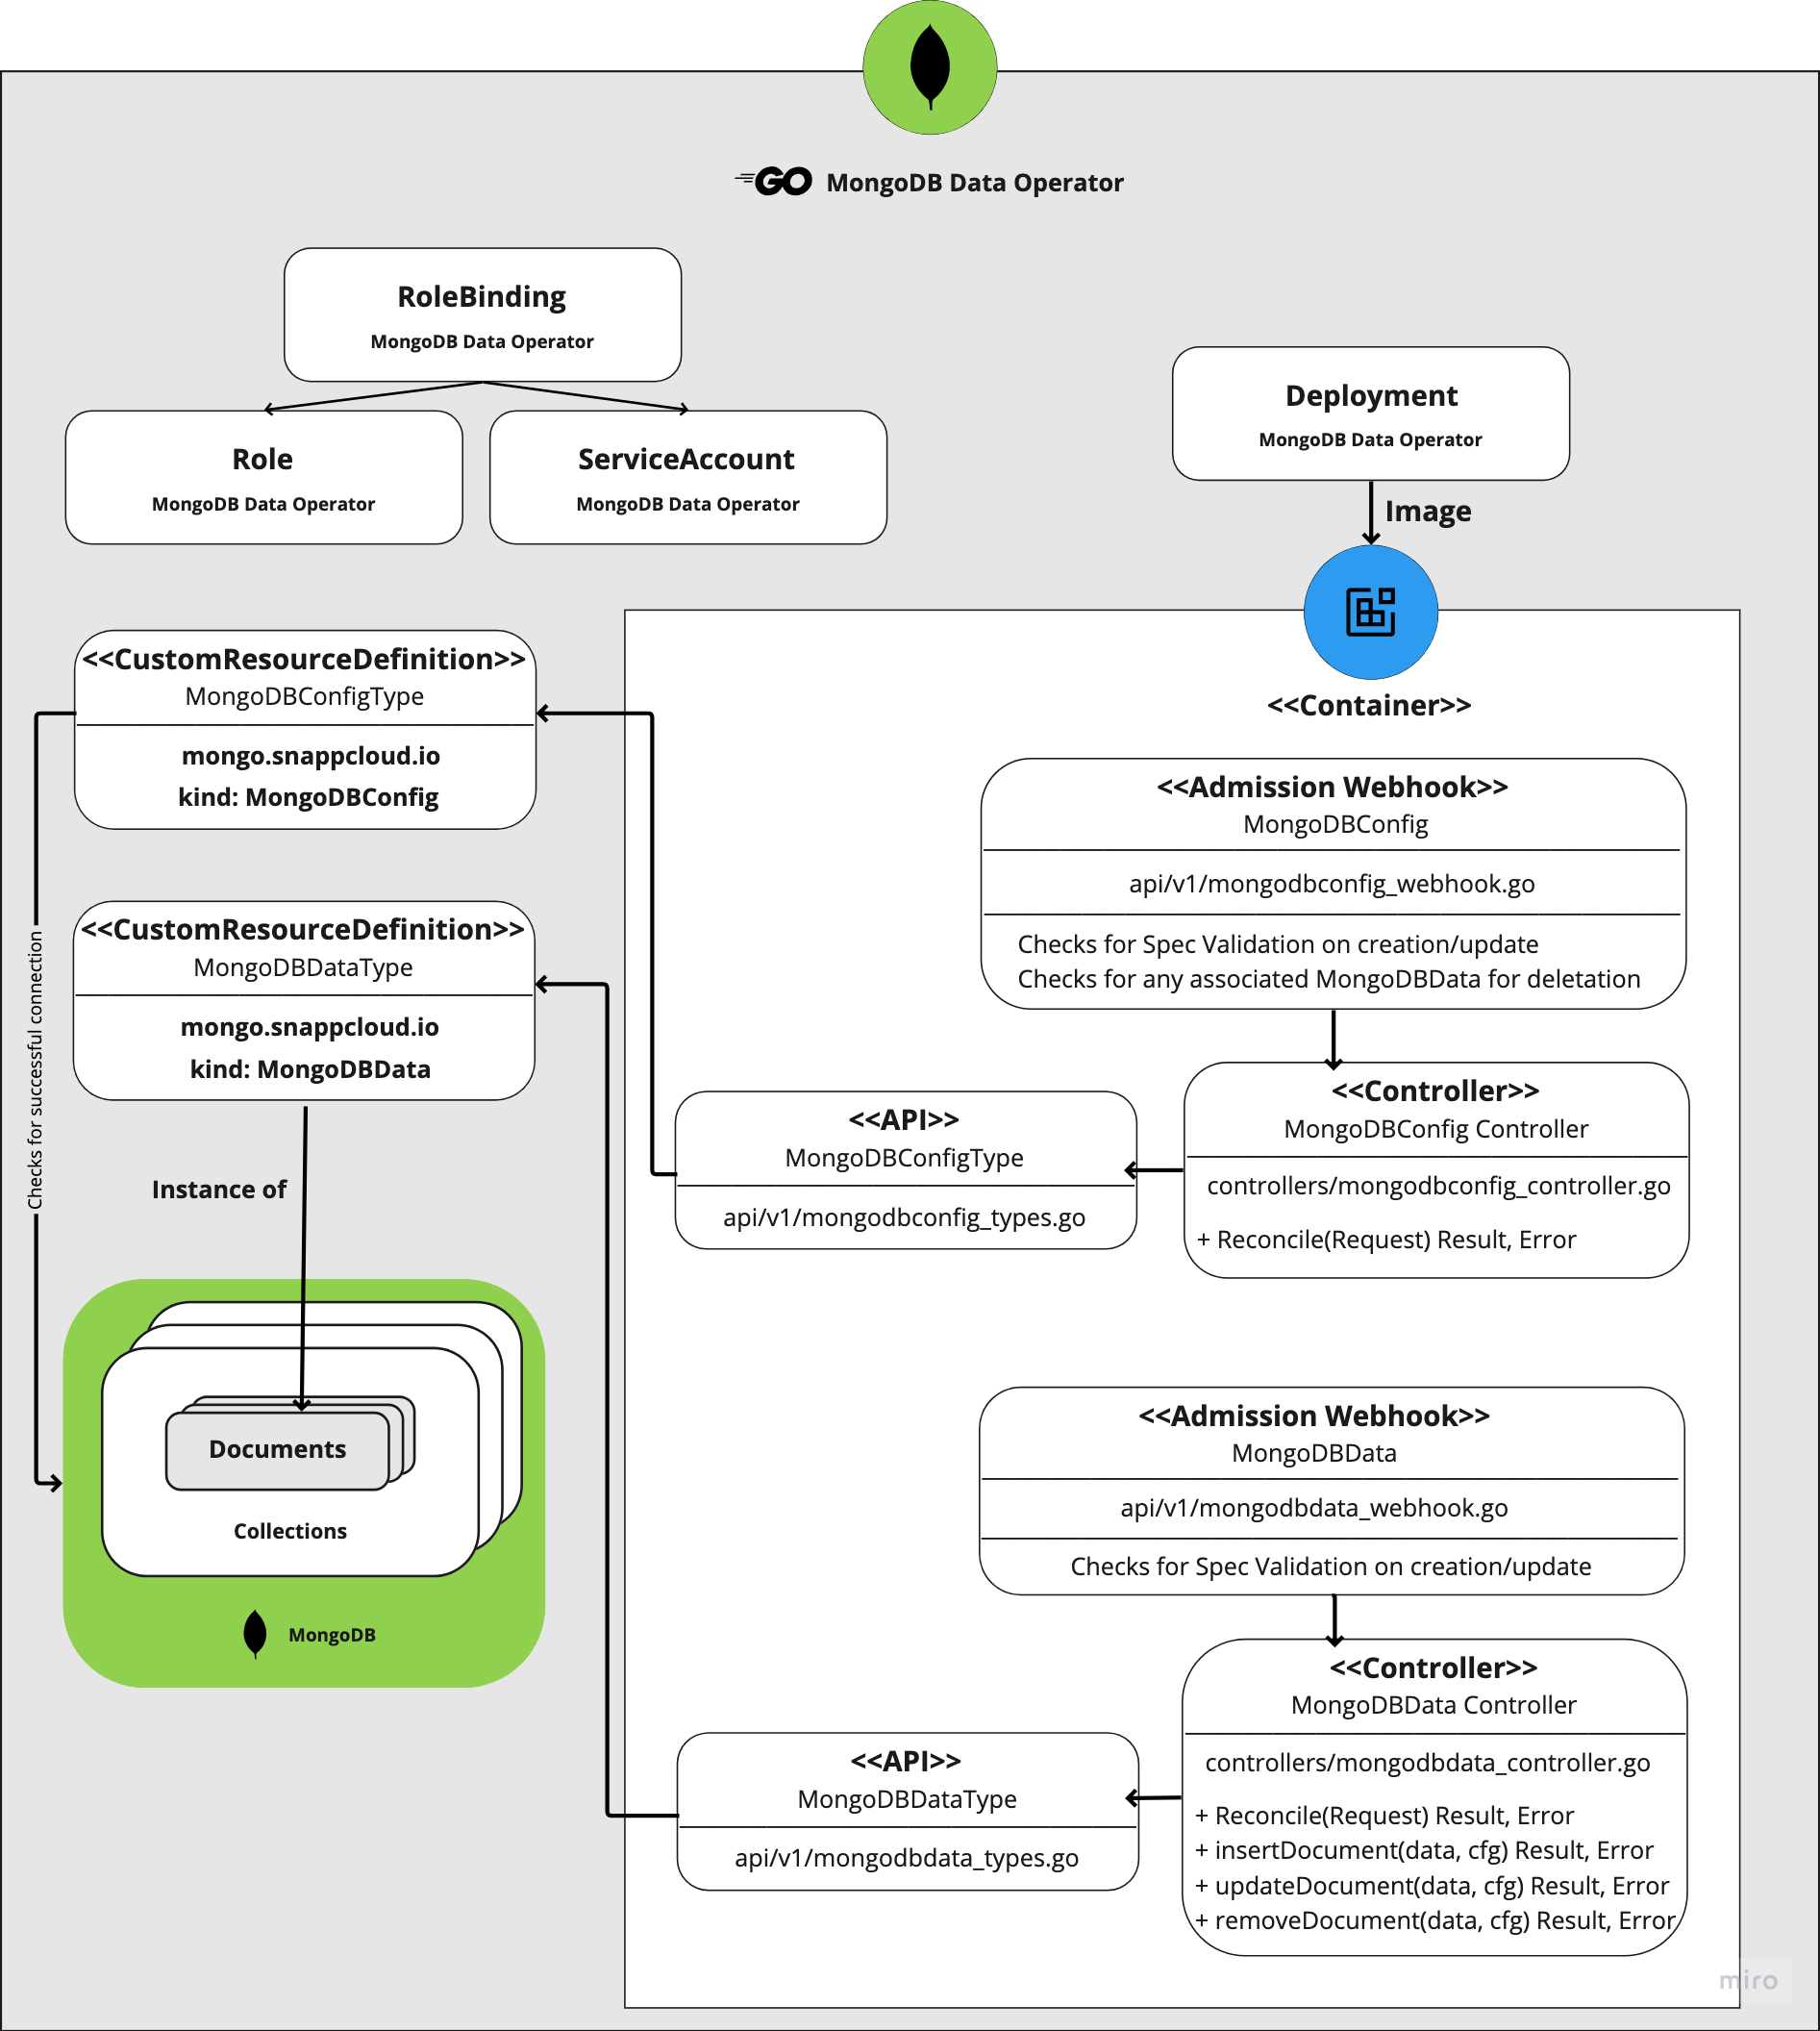 GO MongoDB Data Operator
RoleBinding
MongoDB Data Operator
Role
MongoDB Data Operator
ServiceAccount
MongoDB Data Operator
Deployment
MongoDB Data Operator
Image
<<CustomResourceDefinition>>
MongoDBConfigType
mongo.snappcloud.io
kind: MongoDBConfig
<<CustomResourceDefinition>>
MongoDBDataType
mongo.snappcloud.io
kind: MongoDBData
Checks for successful connection
Instance of
Documents
Collections
MongoDB
<<Container>>
<<Admission Webhook>>
MongoDBConfig
api/v1/mongodbconfig_webhook.go
Checks for Spec Validation on creation/update
Checks for any associated MongoDBData for deletation
<<Controller>>
MongoDBConfig Controller
controllers/mongodbconfig_controller.go
+ Reconcile(Request) Result, Error
<<API>>
MongoDBConfigType
api/v1/mongodbconfig_types.go
<<Admission Webhook>>
MongoDBData
api/v1/mongodbdata_webhook.go
Checks for Spec Validation on creation/update
<<Controller>>
MongoDBData Controller
controllers/mongodbdata_controller.go
+ Reconcile(Request) Result, Error
+ insertDocument(data, cfg) Result, Error
+ updateDocument(data, cfg) Result, Error
+ removeDocument(data, cfg) Result, Error
<<API>>
MongoDBDataType
api/v1/mongodbdata_types.go
miro